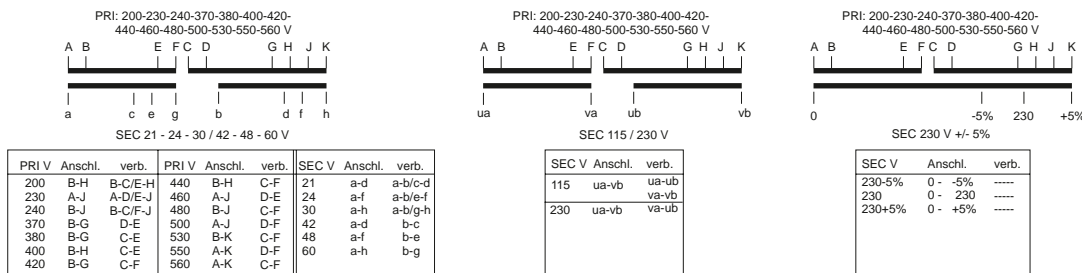 PRI: 200-230-240-370-380-400-420-
440-460-480-500-530-550-560 V
A B E F C D G H J K
a c e g b d f h
SEC 21 - 24 - 30 / 42 - 48 - 60 V
PRI V Anschl. verb. PRI V Anschl. verb. SEC V Anschl. verb.
200 B-H B-C/E-H 440 B-H C-F 21 a-d a-b/c-d
230 A-J A-D/E-J 460 A-J D-E 24 a-f a-b/e-f
240 B-J B-C/F-J 480 B-J C-F 30 a-h a-b/g-h
370 B-G D-E 500 A-J D-F 42 a-d b-c
380 B-G C-E 530 B-K C-F 48 a-f b-e
400 B-H C-E 550 A-K D-F 60 a-h b-g
420 B-G C-F 560 A-K C-F
PRI: 200-230-240-370-380-400-420-
440-460-480-500-530-550-560 V
A B E F C D G H J K
ua va ub vb
SEC 115 / 230 V
SEC V Anschl. verb.
115 ua-vb ua-ub
va-vb
230 ua-vb va-ub
PRI: 200-230-240-370-380-400-420-
440-460-480-500-530-550-560 V
A B E F C D G H J K
0 -5% 230 +5%
SEC 230 V +/- 5%
SEC V Anschl. verb.
230-5% 0 - -5% -----
230 0 - 230 -----
230+5% 0 - +5% -----